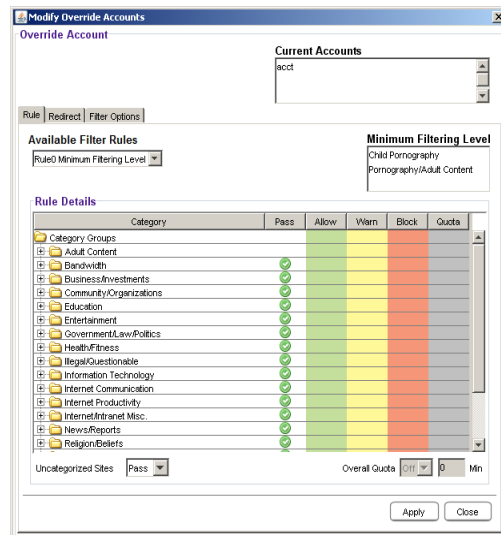 Modify Override Accounts
Override Account
Current Accounts
acct
Rule Redirect Filter Options
Available Filter Rules
Minimum Filtering Level
Rule0 Minimum Filtering Level
Child Pornography
Pornography/Adult Content
Rule Details
Category Pass Allow Warn Block Quota
Category Groups
Adult Content
Bandwidth
Business/Investments
Community/Organizations
Education
Entertainment
Government/Law/Politics
Health/Fitness
Illegal/Questionable
Information Technology
Internet Communication
Internet Productivity
Internet/Intranet Misc.
News/Reports
Religion/Beliefs
Uncategorized Sites Pass Overall Quota Off 0 Min
Apply Close